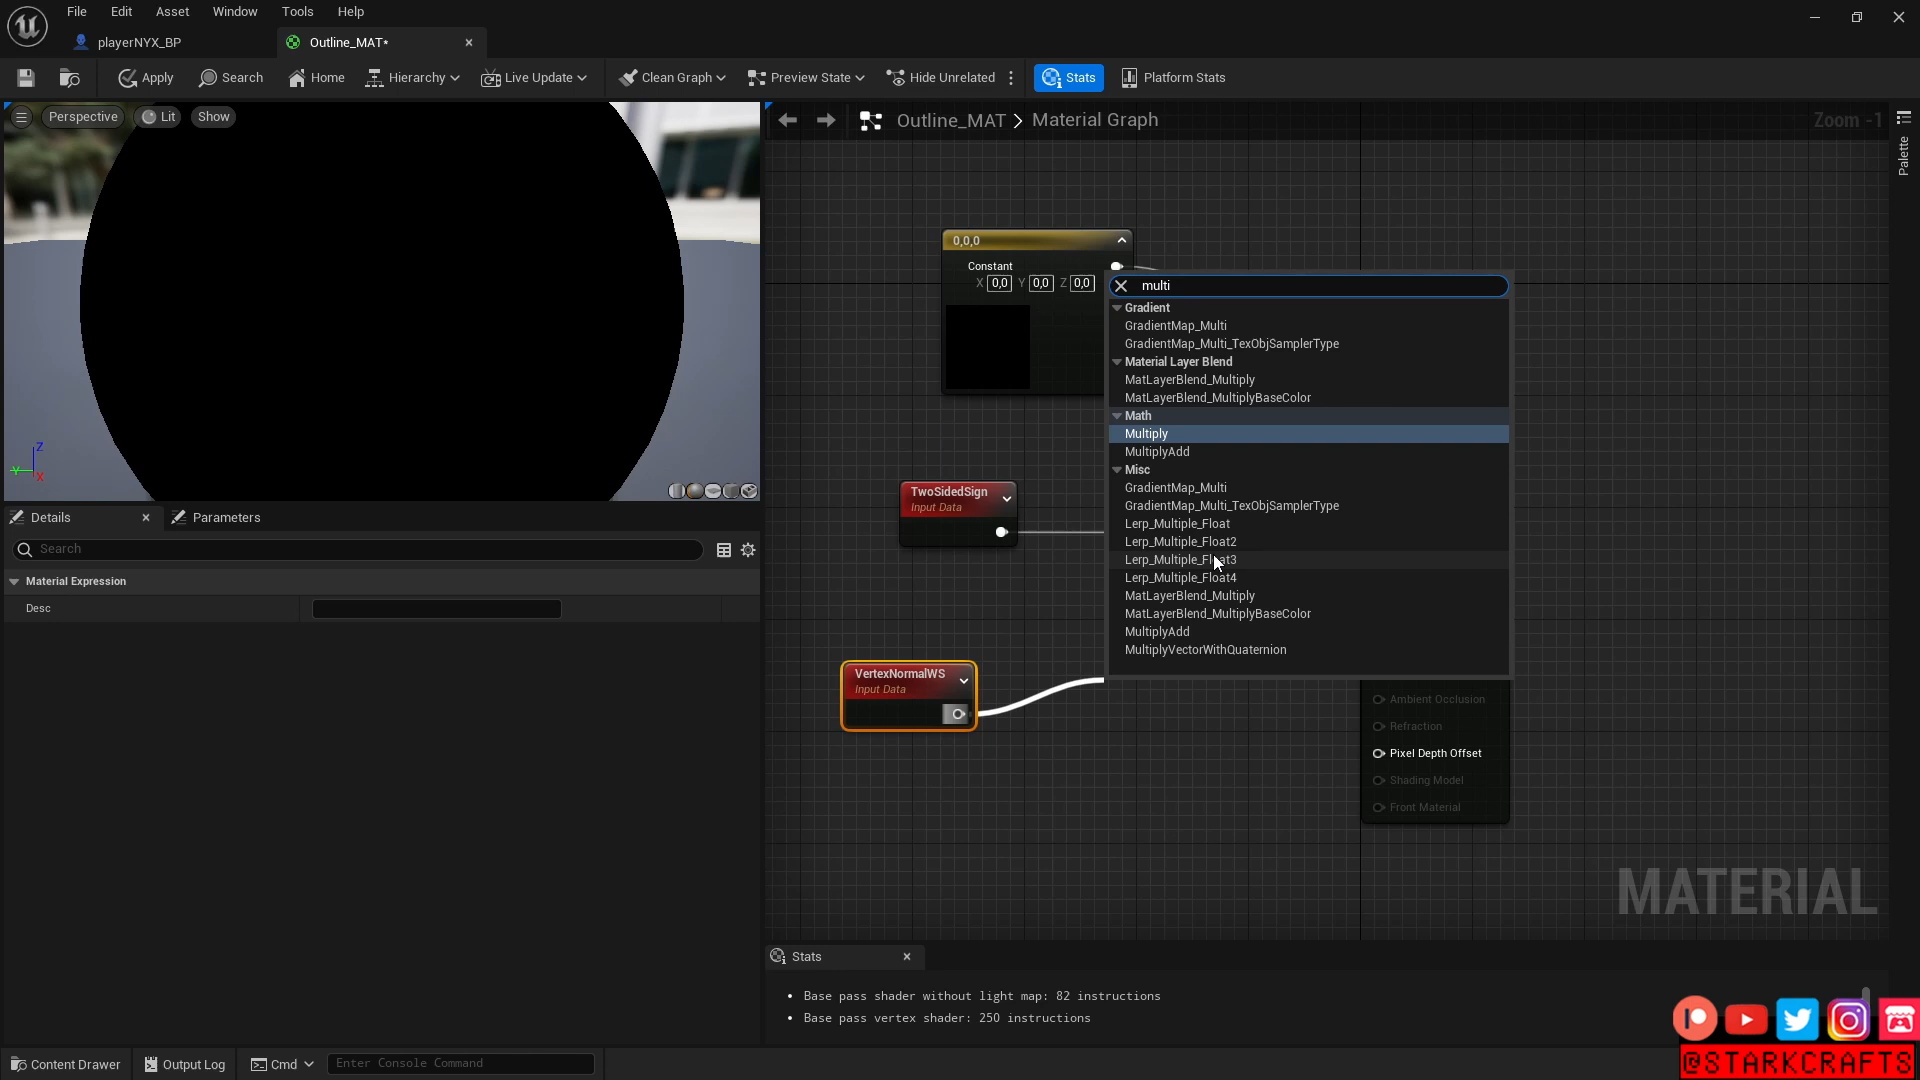 File Edit Asset Window Tools Help
playerNYX_BP
Outline_MAT*
Apply Search Home Hierarchy Live Update Clean Graph Preview State Hide Unrelated Stats Platform Stats
Perspective Lit Show
Outline_MAT > Material Graph
Zoom -1
Palette
0,0,0
Constant
X 0,0 Y 0,0 Z 0,0
multi
Gradient
GradientMap_Multi
GradientMap_Multi_TexObjSamplerType
Material Layer Blend
MatLayerBlend_Multiply
MatLayerBlend_MultiplyBaseColor
Math
Multiply
MultiplyAdd
Misc
GradientMap_Multi
GradientMap_Multi_TexObjSamplerType
Lerp_Multiple_Float
Lerp_Multiple_Float2
Lerp_Multiple_Float3
Lerp_Multiple_Float4
MatLayerBlend_Multiply
MatLayerBlend_MultiplyBaseColor
MultiplyAdd
MultiplyVectorWithQuaternion
TwoSidedSign
Input Data
VertexNormalWS
Input Data
Ambient Occlusion
Refraction
Pixel Depth Offset
Shading Model
Front Material
MATERIAL
Z
Y
X
Details
Parameters
Search
Material Expression
Desc
Stats
Base pass shader without light map: 82 instructions
Base pass vertex shader: 250 instructions
Content Drawer Output Log Cmd Enter Console Command
@STARKCRAFTS